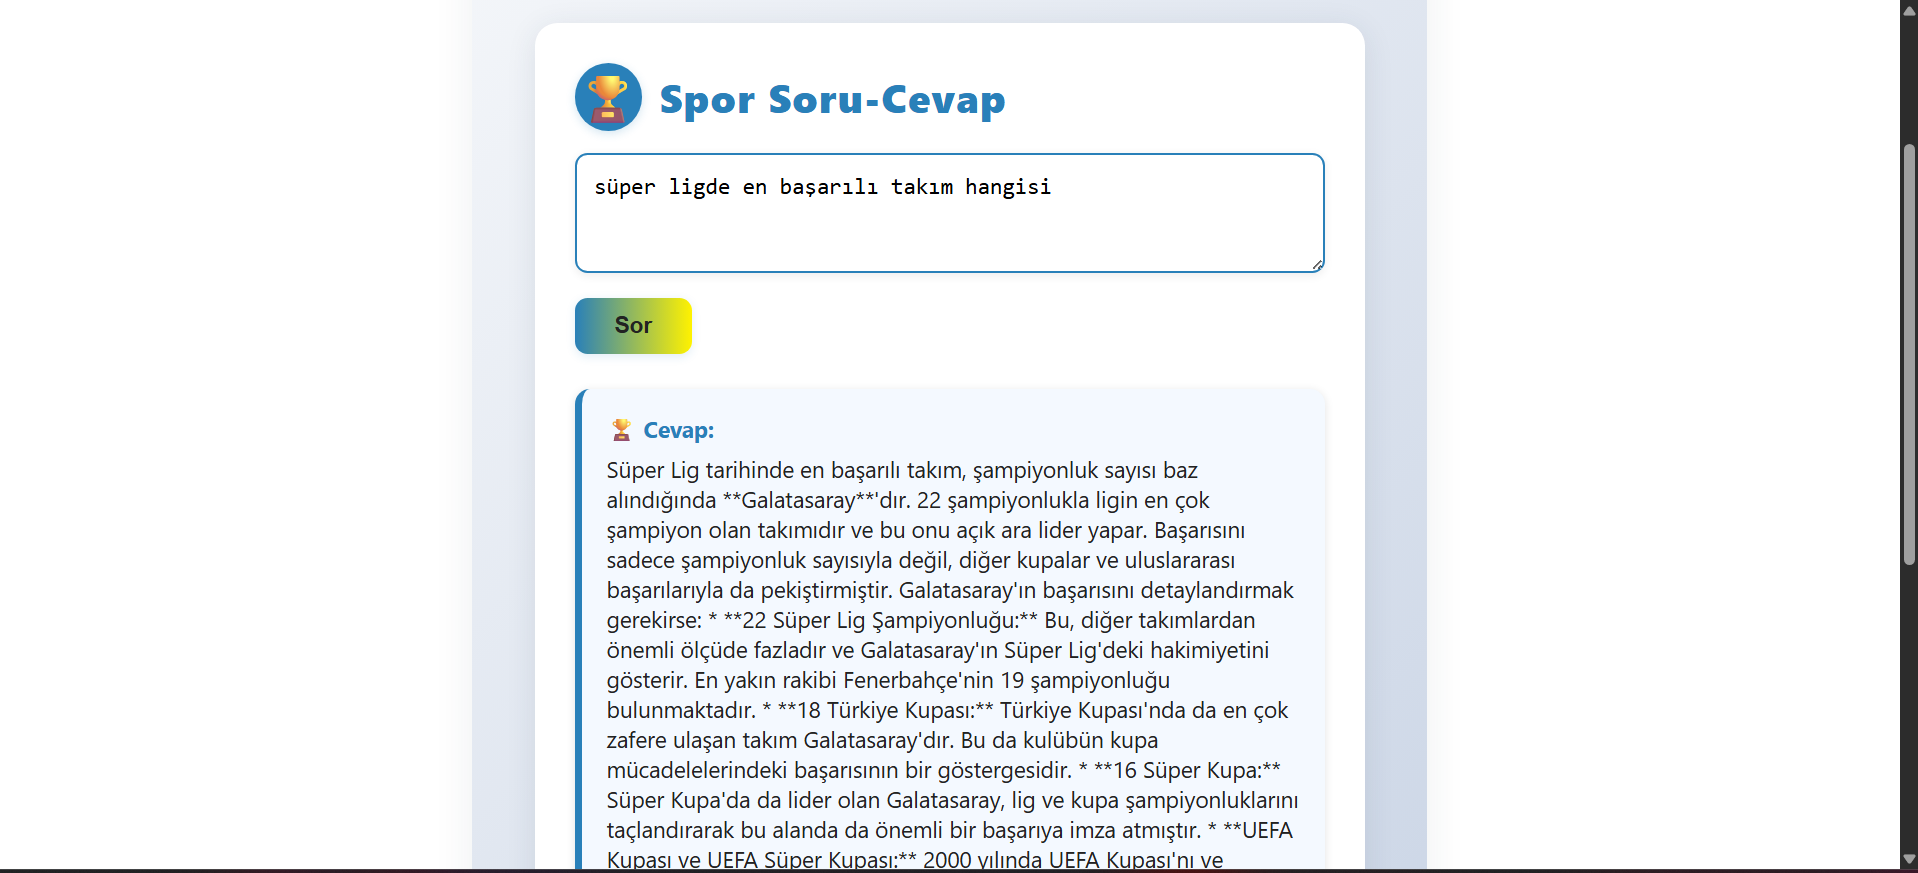 Spor Soru-Cevap
süper ligde en başarılı takım hangisi
Sor
Cevap:
Süper Lig tarihinde en başarılı takım, şampiyonluk sayısı baz
alındığında **Galatasaray**'dır. 22 şampiyonlukla ligin en çok
şampiyon olan takımıdır ve bu onu açık ara lider yapar. Başarısını
sadece şampiyonluk sayısıyla değil, diğer kupalar ve uluslararası
başarılarıyla da pekiştirmiştir. Galatasaray'ın başarısını detaylandırmak
gerekirse: * **22 Süper Lig Şampiyonluğu:** Bu, diğer takımlardan
önemli ölçüde fazladır ve Galatasaray'ın Süper Lig'deki hakimiyetini
gösterir. En yakın rakibi Fenerbahçe'nin 19 şampiyonluğu
bulunmaktadır. * **18 Türkiye Kupası:** Türkiye Kupası'nda da en çok
zafere ulaşan takım Galatasaray'dır. Bu da kulübün kupa
mücadelelerindeki başarısının bir göstergesidir. * **16 Süper Kupa:**
Süper Kupa'da da lider olan Galatasaray, lig ve kupa şampiyonluklarını
taçlandırarak bu alanda da önemli bir başarıya imza atmıştır. * **UEFA
Kupası ve UEFA Süper Kupası:** 2000 yılında UEFA Kupası'nı ve